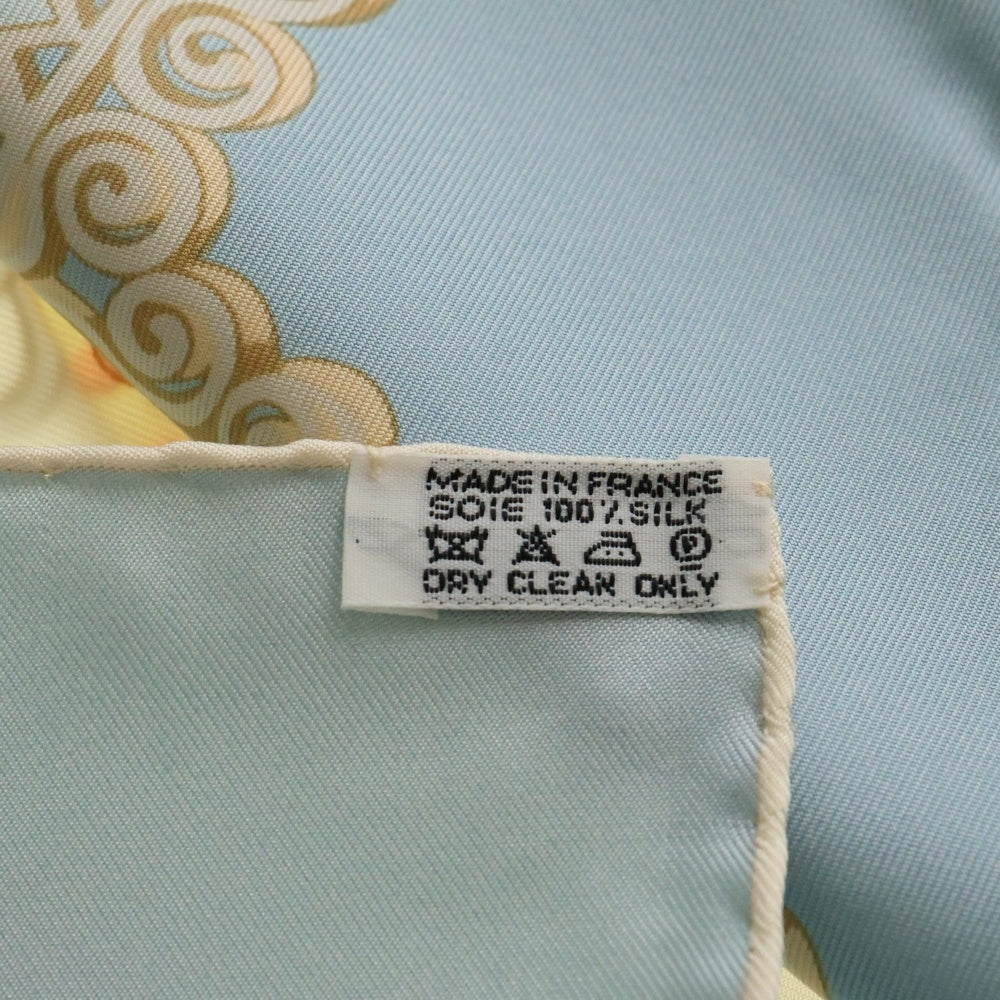 MADE IN FRANCE
SOIE 100% SILK
P
DRY CLEAN ONLY